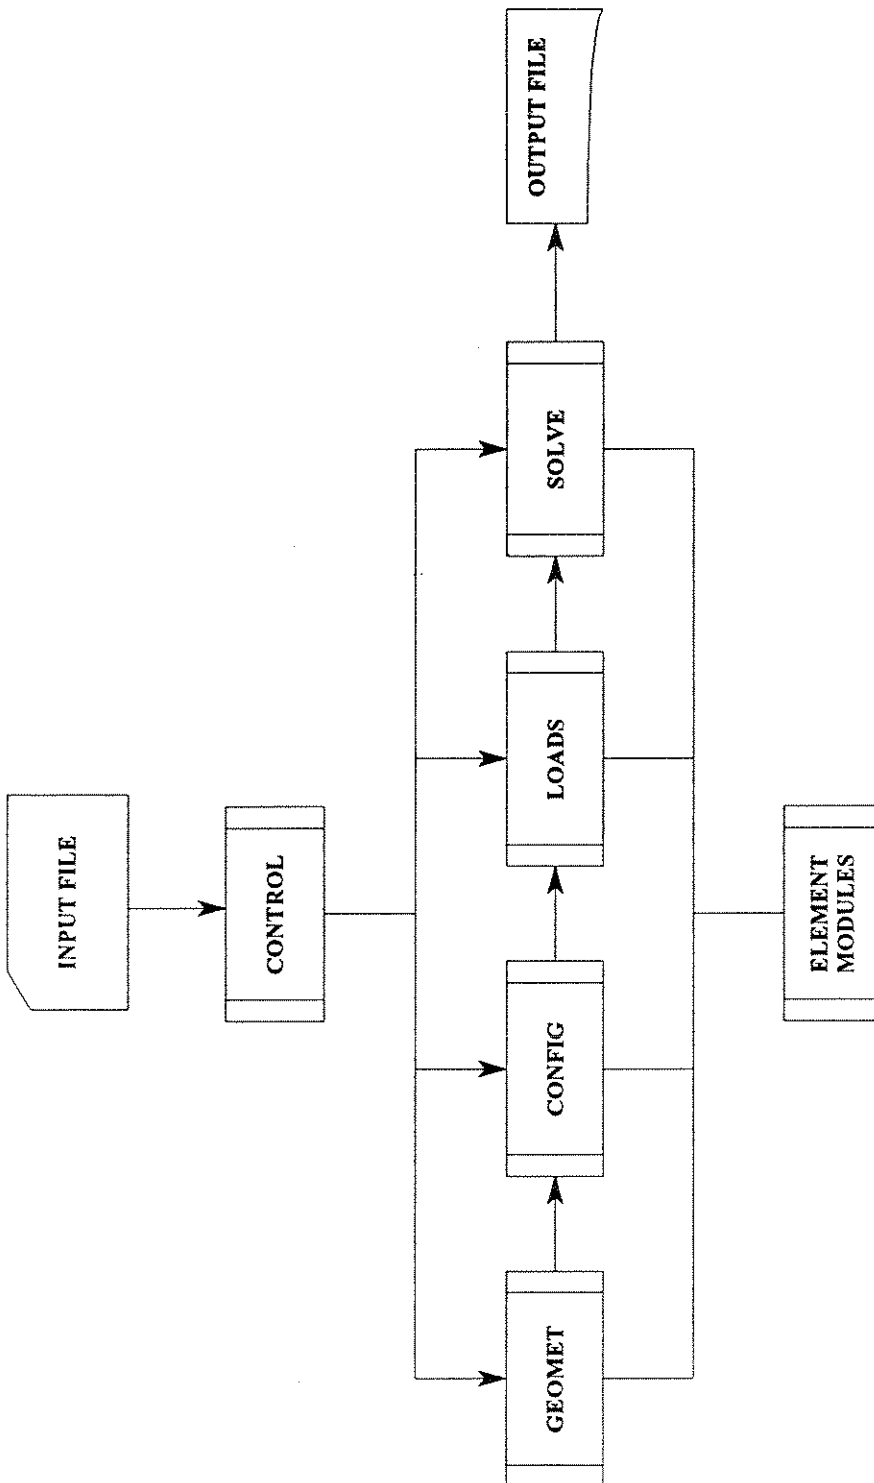 INPUT FILE
CONTROL
GEOMET
CONFIG
LOADS
SOLVE
OUTPUT FILE
ELEMENT
MODULES